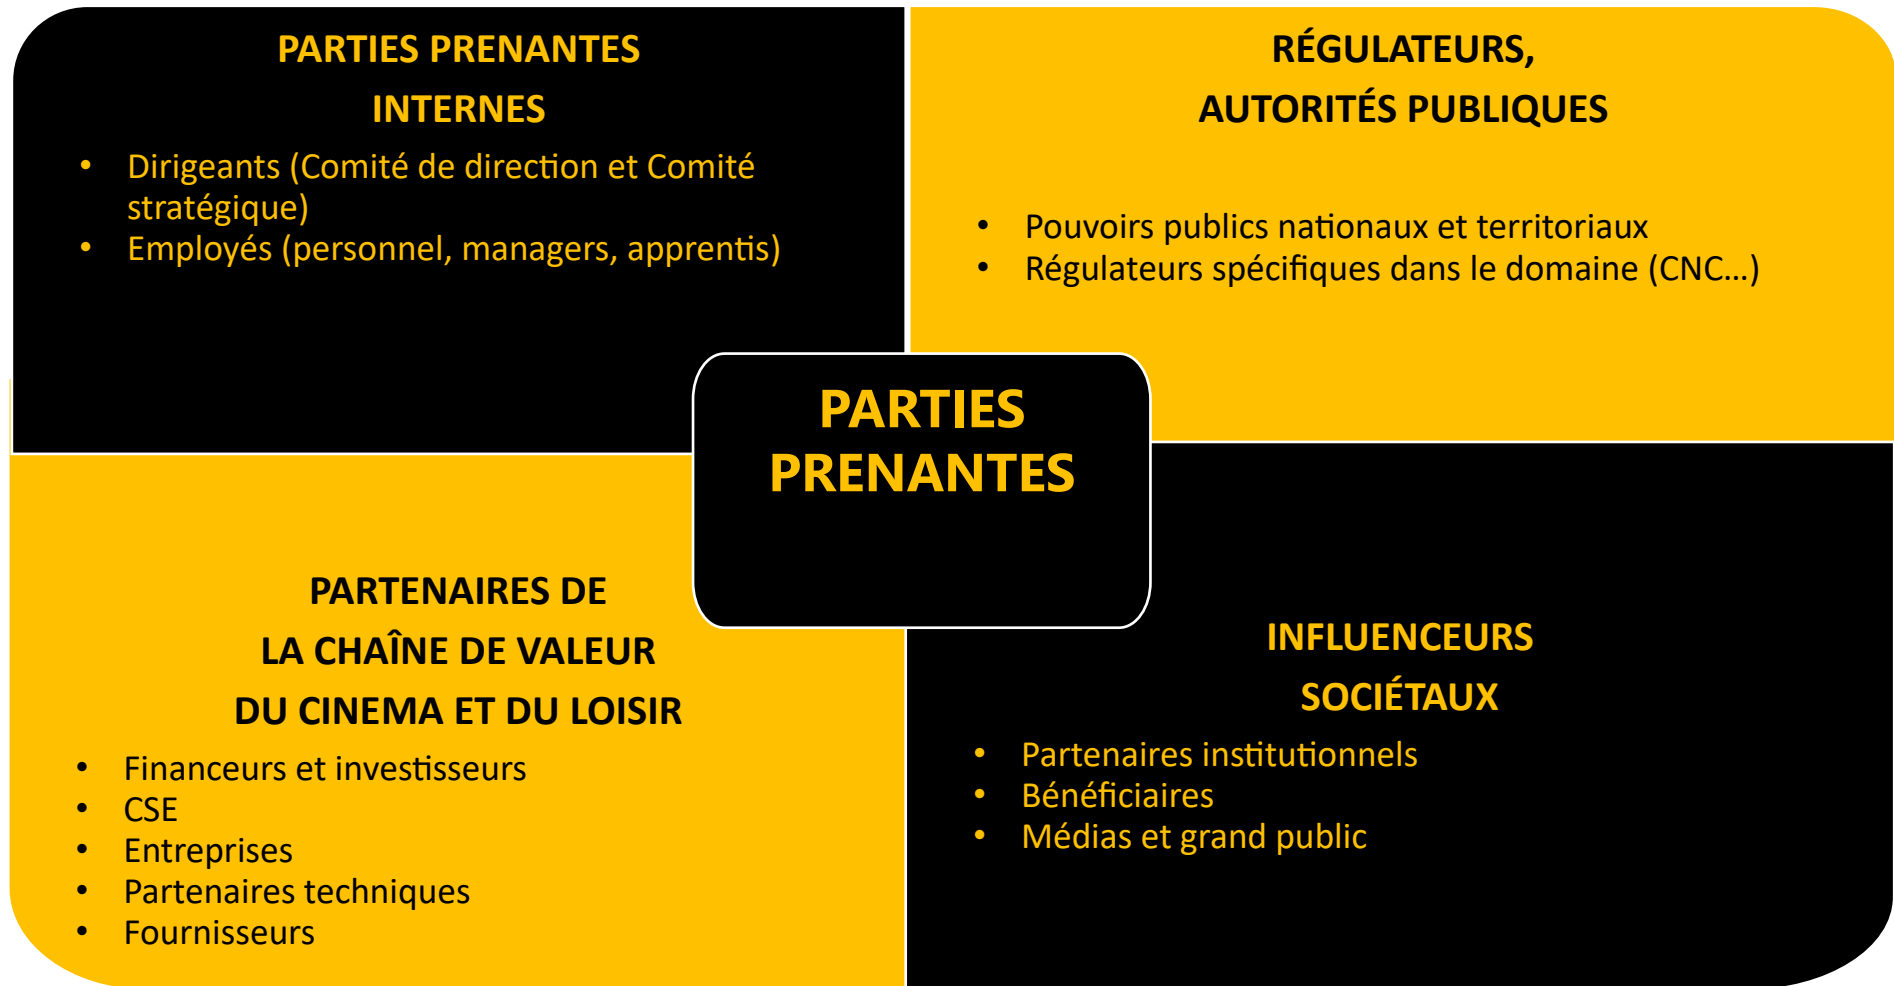 PARTIES PRENANTES
INTERNES
• Dirigeants (Comité de direction et Comité
stratégique)
• Employés (personnel, managers, apprentis)
RÉGULATEURS,
AUTORITÉS PUBLIQUES
• Pouvoirs publics nationaux et territoriaux
• Régulateurs spécifiques dans le domaine (CNC…)
PARTIES
PRENANTES
PARTENAIRES DE
LA CHAÎNE DE VALEUR
DU CINEMA ET DU LOISIR
• Financeurs et investisseurs
• CSE
• Entreprises
• Partenaires techniques
• Fournisseurs
INFLUENCEURS
SOCIÉTAUX
• Partenaires institutionnels
• Bénéficiaires
• Médias et grand public